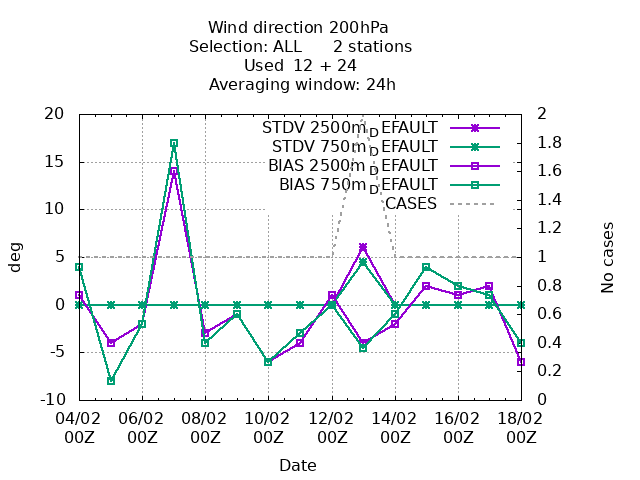 Wind direction 200hPa
Selection: ALL 2 stations
Used 12 + 24
Averaging window: 24h
STDV 2500m_DEFAULT
STDV 750m_DEFAULT
BIAS 2500m_DEFAULT
BIAS 750m_DEFAULT
CASES
20
15
10
5
0
-5
-10
deg
2
1.8
1.6
1.4
1.2
1
0.8
0.6
0.4
0.2
0
No cases
04/02 06/02 08/02 10/02 12/02 14/02 16/02 18/02
00Z 00Z 00Z 00Z 00Z 00Z 00Z 00Z
Date